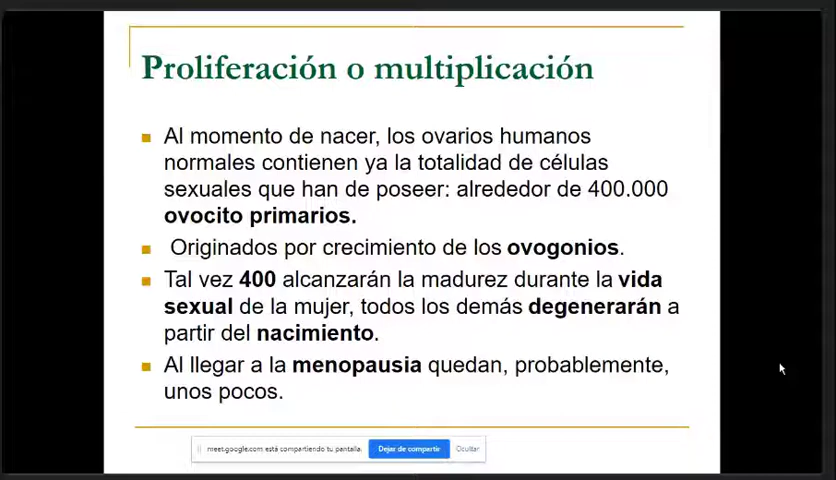 Proliferación o multiplicación
Al momento de nacer, los ovarios humanos
normales contienen ya la totalidad de células
sexuales que han de poseer: alrededor de 400.000
ovocito primarios.
Originados por crecimiento de los ovogonios.
Tal vez 400 alcanzarán la madurez durante la vida
sexual de la mujer, todos los demás degenerarán a
partir del nacimiento.
Al llegar a la menopausia quedan, probablemente,
unos pocos.
meet.google.com está compartiendo tu pantalla. Dejar de compartir Ocultar